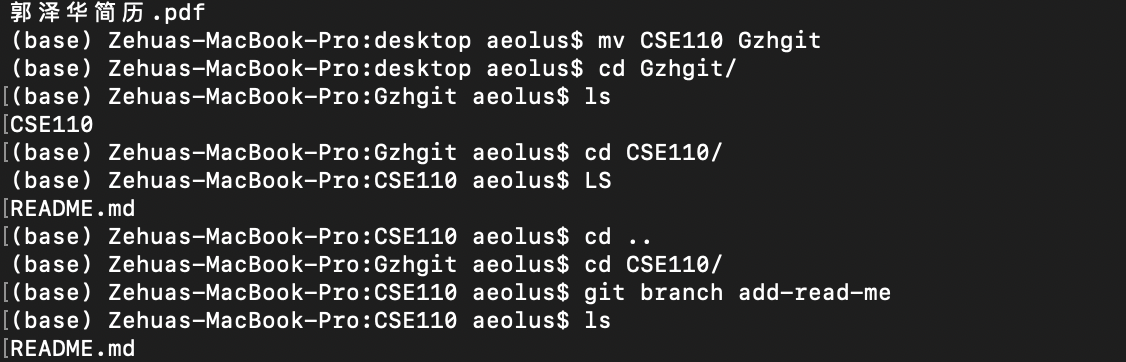 郭泽华简历.pdf
(base) Zehuas-MacBook-Pro:desktop aeolus$ mv CSE110 Gzhgit
(base) Zehuas-MacBook-Pro:desktop aeolus$ cd Gzhgit/
[(base) Zehuas-MacBook-Pro:Gzhgit aeolus$ ls
[CSE110
[(base) Zehuas-MacBook-Pro:Gzhgit aeolus$ cd CSE110/
(base) Zehuas-MacBook-Pro:CSE110 aeolus$ LS
[README.md
[(base) Zehuas-MacBook-Pro:CSE110 aeolus$ cd ..
(base) Zehuas-MacBook-Pro:Gzhgit aeolus$ cd CSE110/
[(base) Zehuas-MacBook-Pro:CSE110 aeolus$ git branch add-read-me
[(base) Zehuas-MacBook-Pro:CSE110 aeolus$ ls
[README.md